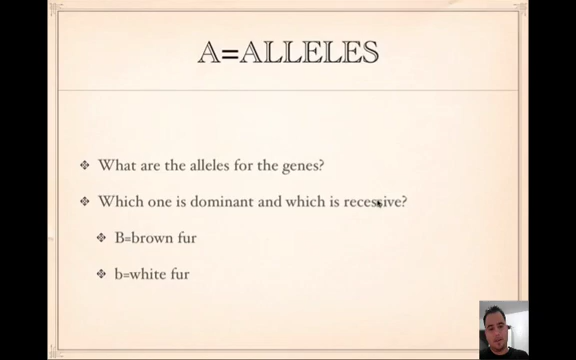 A=ALLELES
What are the alleles for the genes?
Which one is dominant and which is recessive?
B=brown fur
b=white fur